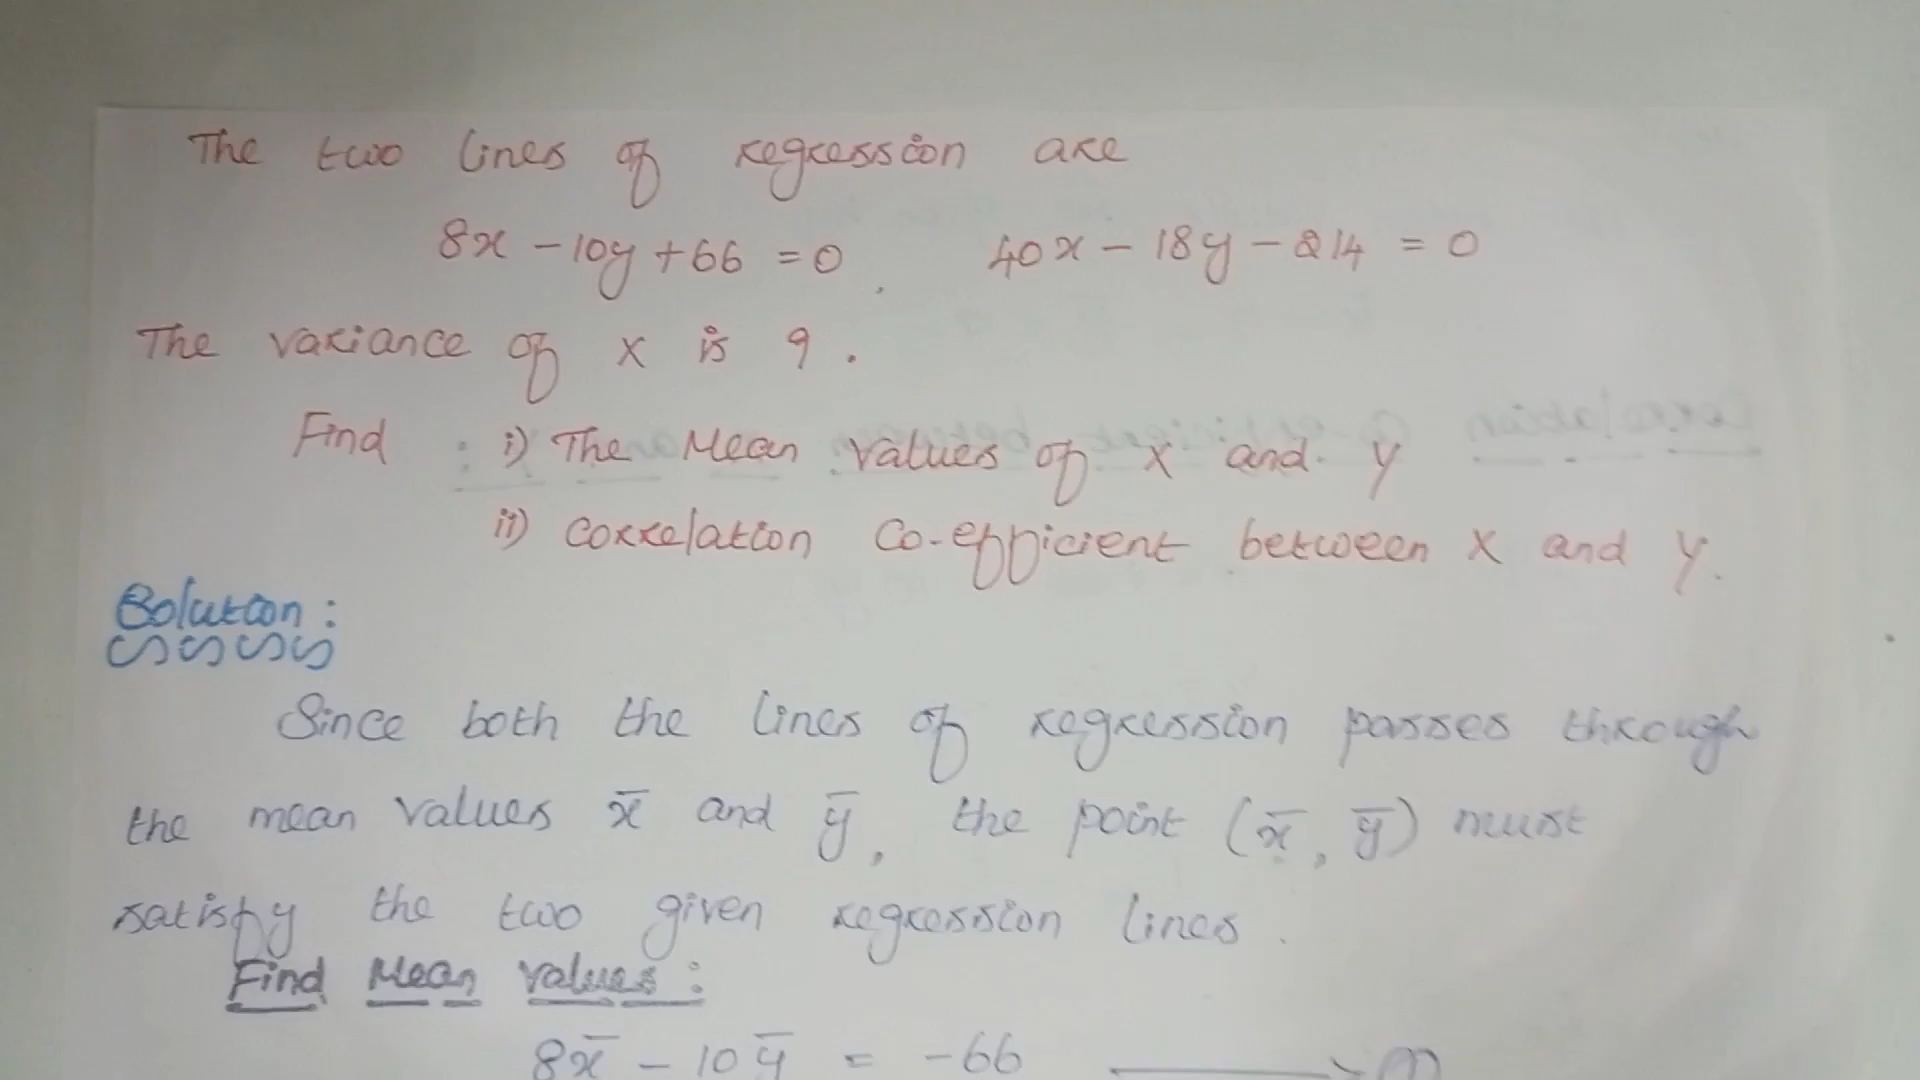 The two lines of regression are
8x - 10y + 66 = 0, 40x - 18y - 214 = 0
The variance of x is 9.
Find : i) The Mean values of x and y
ii) Correlation Co-efficient between x and y.
Solution:
Since both the lines of regression passes through
the mean values x̄ and ȳ, the point (x̄, ȳ) must
satisfy the two given regression lines.
Find Mean values:
8x̄ - 10ȳ = -66